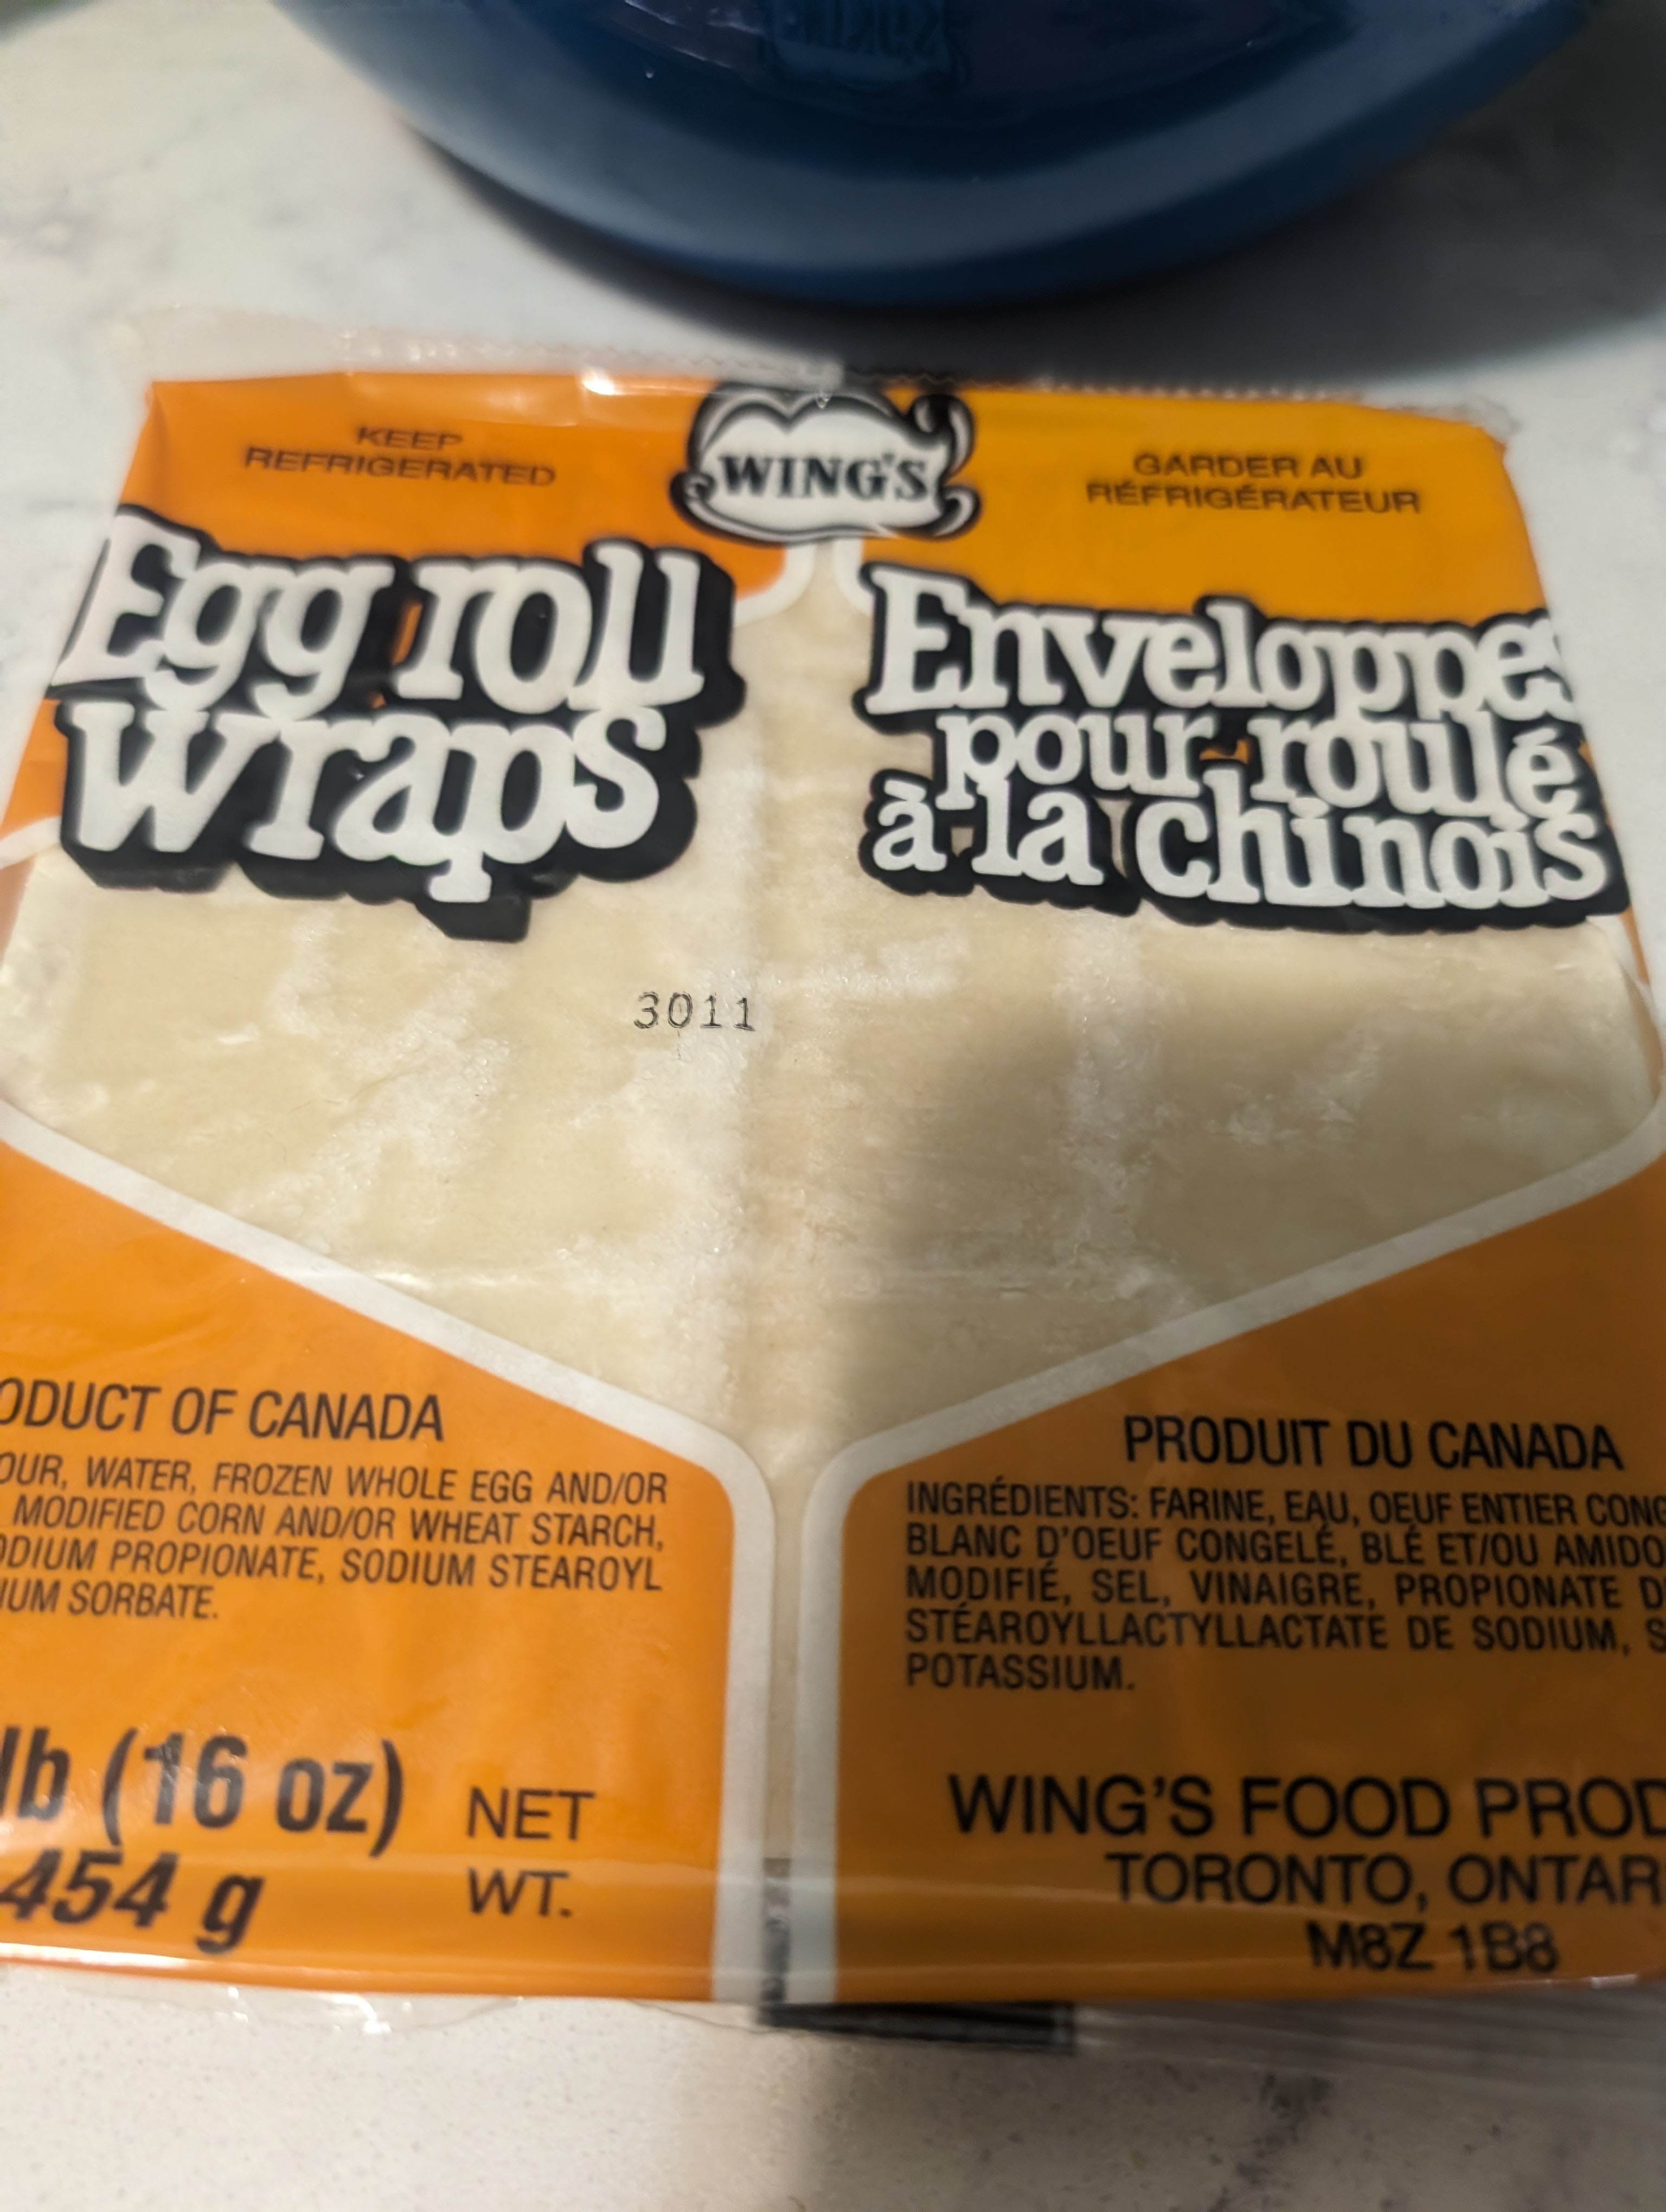 KEEP
REFRIGERATED
WING'S
GARDER AU
RÉFRIGÉRATEUR
Egg roll
wraps
Enveloppes
pour roulé
à la chinois
3011
ODUCT OF CANADA
OUR, WATER, FROZEN WHOLE EGG AND/OR
MODIFIED CORN AND/OR WHEAT STARCH,
ODIUM PROPIONATE, SODIUM STEAROYL
IUM SORBATE.
lb (16 oz)
454 g
NET
WT.
PRODUIT DU CANADA
INGRÉDIENTS: FARINE, EAU, OEUF ENTIER CONG
BLANC D'OEUF CONGELÉ, BLÉ ET/OU AMIDO
MODIFIÉ, SEL, VINAIGRE, PROPIONATE D
STÉAROYLLACTYLLACTATE DE SODIUM, S
POTASSIUM.
WING'S FOOD PROD
TORONTO, ONTAR
M8Z 1B8